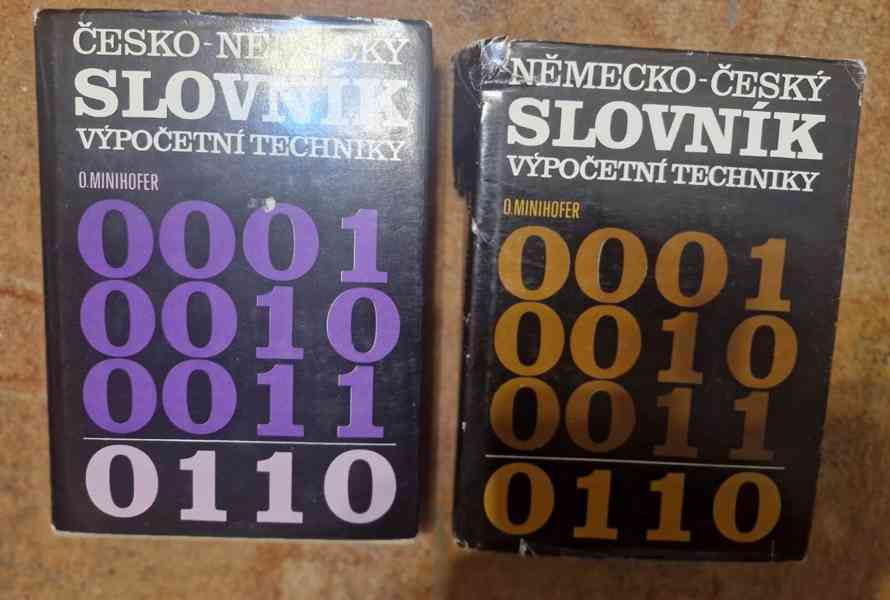 ČESKO-NĚMECKÝ
SLOVNÍK
VÝPOČETNÍ TECHNIKY
O.MINIHOFER
0001
0010
0011
0110
NĚMECKO-ČESKÝ
SLOVNÍK
VÝPOČETNÍ TECHNIKY
O.MINIHOFER
0001
0010
0011
0110